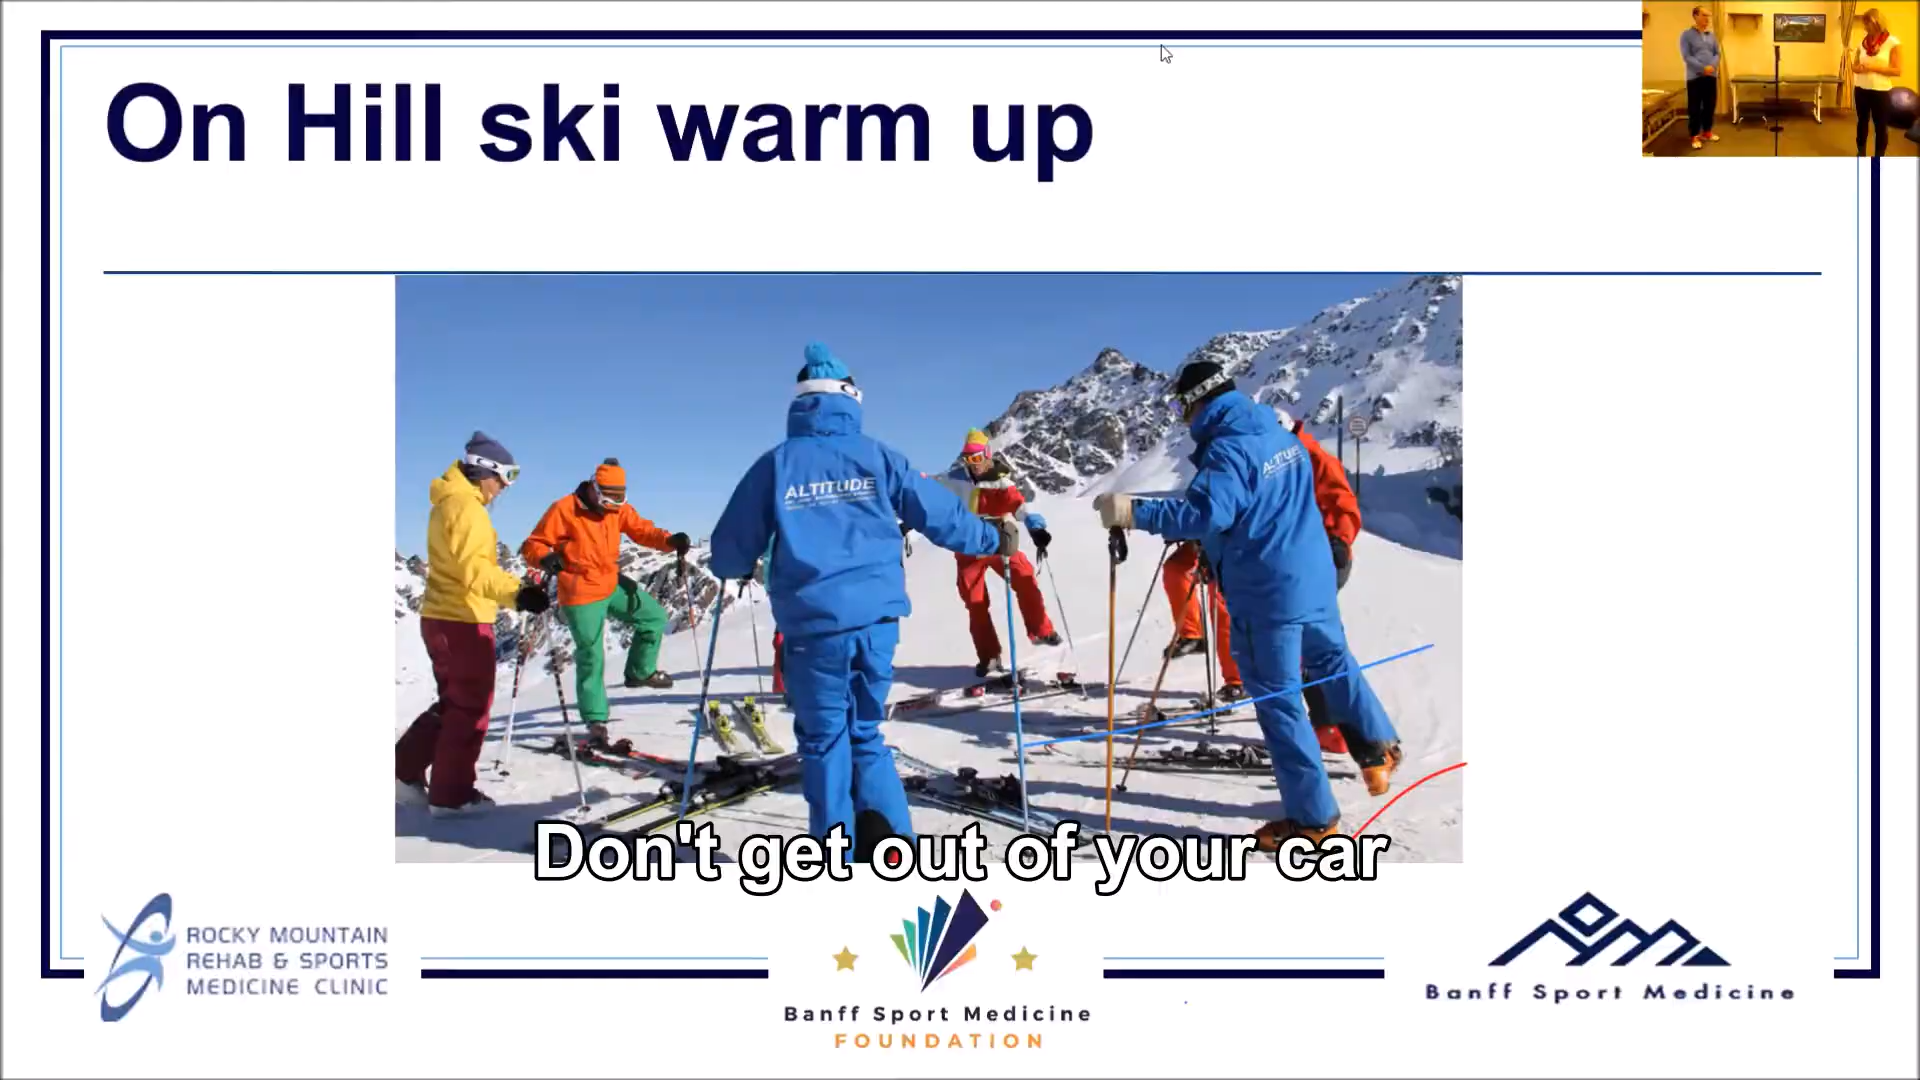 On Hill ski warm up
ALTITUDE
ALTITUDE
Don't get out of your car
ROCKY MOUNTAIN
REHAB & SPORTS
MEDICINE CLINIC
Banff Sport Medicine
FOUNDATION
Banff Sport Medicine